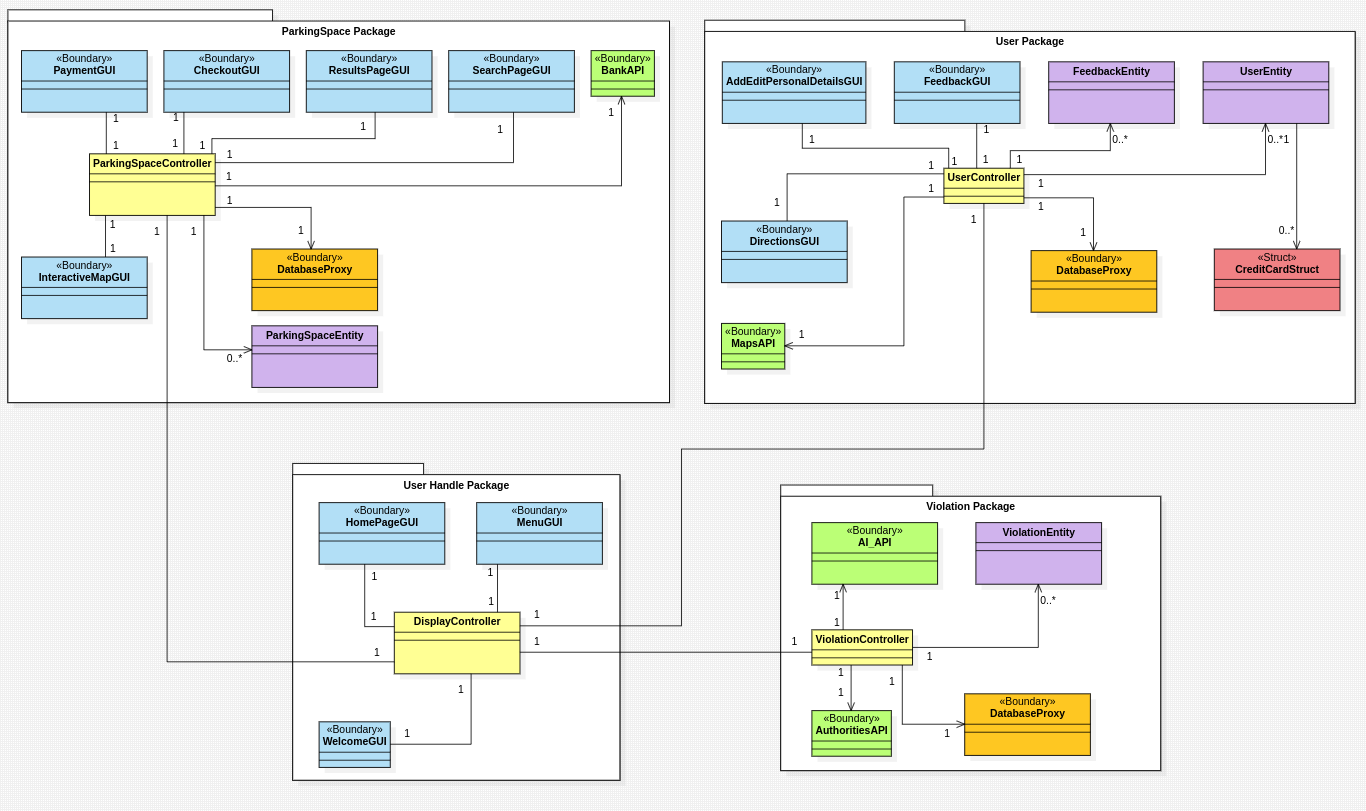 ParkingSpace Package
«Boundary»
PaymentGUI
«Boundary»
CheckoutGUI
«Boundary»
ResultsPageGUI
«Boundary»
SearchPageGUI
«Boundary»
BankAPI
1
1
1
1
1
1
1
1
1
ParkingSpaceController
1
1
1
1
1
1
1
1
1
«Boundary»
InteractiveMapGUI
«Boundary»
DatabaseProxy
ParkingSpaceEntity
0..*
User Package
«Boundary»
AddEditPersonalDetailsGUI
«Boundary»
FeedbackGUI
FeedbackEntity
UserEntity
1
1
0..*
0..*
1
1
1
1
1
UserController
1
1
1
1
1
1
1
0..*
«Boundary»
DirectionsGUI
«Boundary»
DatabaseProxy
«Struct»
CreditCardStruct
«Boundary»
MapsAPI
1
User Handle Package
«Boundary»
HomePageGUI
«Boundary»
MenuGUI
1
1
1
1
1
DisplayController
1
1
1
«Boundary»
WelcomeGUI
1
Violation Package
«Boundary»
AI_API
ViolationEntity
1
0..*
1
1
ViolationController
1
1
1
1
«Boundary»
AuthoritiesAPI
«Boundary»
DatabaseProxy
1